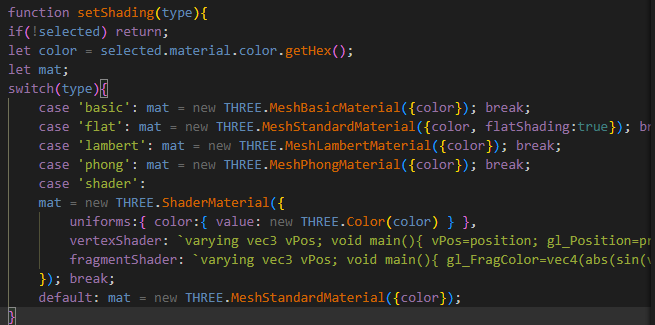 function setShading(type){
if(!selected) return;
let color = selected.material.color.getHex();
let mat;
switch(type){
case 'basic': mat = new THREE.MeshBasicMaterial({color}); break;
case 'flat': mat = new THREE.MeshStandardMaterial({color, flatShading:true}); br
case 'lambert': mat = new THREE.MeshLambertMaterial({color}); break;
case 'phong': mat = new THREE.MeshPhongMaterial({color}); break;
case 'shader':
mat = new THREE.ShaderMaterial({
uniforms:{ color:{ value: new THREE.Color(color) } },
vertexShader: `varying vec3 vPos; void main(){ vPos=position; gl_Position=pr
fragmentShader: `varying vec3 vPos; void main(){ gl_FragColor=vec4(abs(sin(v
}); break;
default: mat = new THREE.MeshStandardMaterial({color});
}